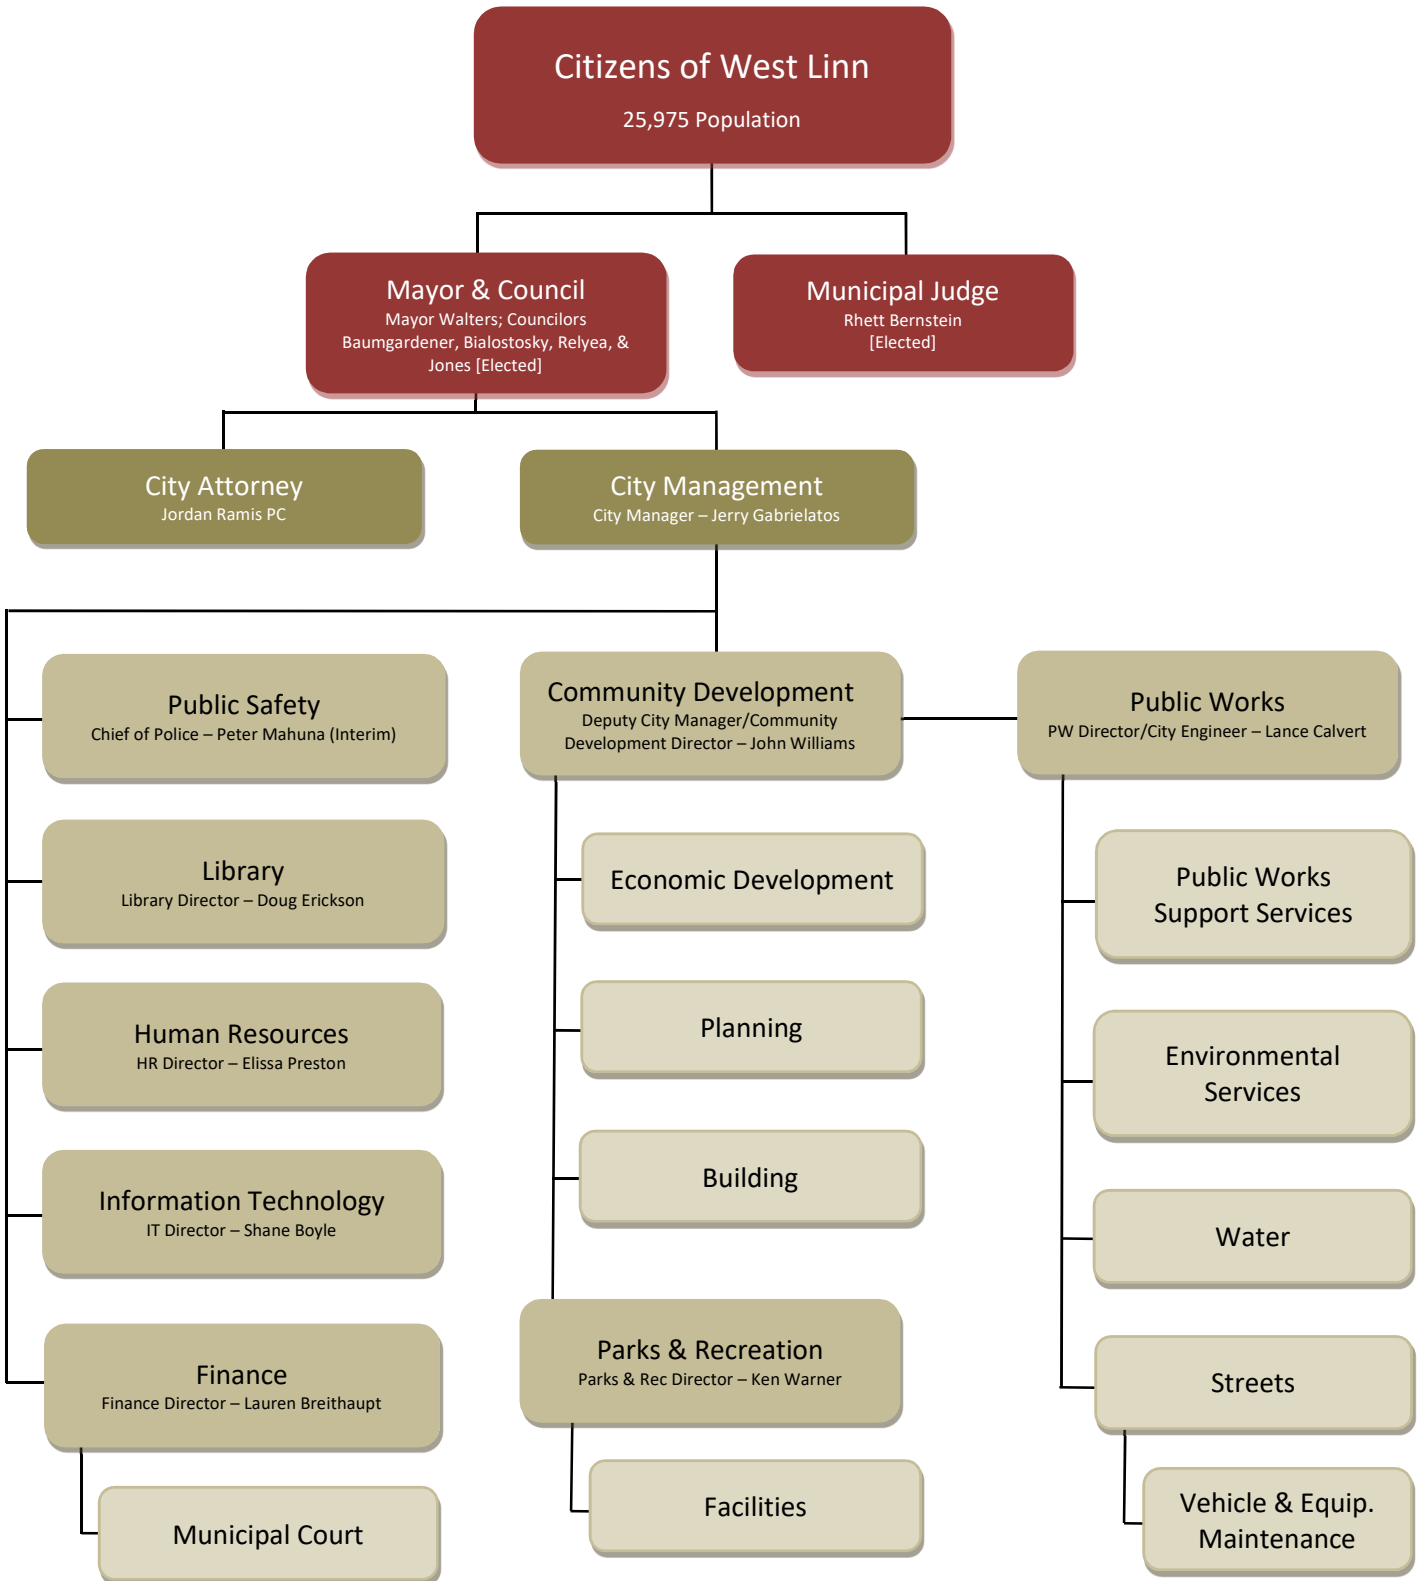 Citizens of West Linn
25,975 Population
Mayor & Council
Mayor Walters; Councilors
Baumgardener, Bialostosky, Relyea, &
Jones [Elected]
Municipal Judge
Rhett Bernstein
[Elected]
City Attorney
Jordan Ramis PC
City Management
City Manager – Jerry Gabrielatos
Public Safety
Chief of Police – Peter Mahuna (Interim)
Library
Library Director – Doug Erickson
Human Resources
HR Director – Elissa Preston
Information Technology
IT Director – Shane Boyle
Finance
Finance Director – Lauren Breithaupt
Municipal Court
Community Development
Deputy City Manager/Community
Development Director – John Williams
Economic Development
Planning
Building
Parks & Recreation
Parks & Rec Director – Ken Warner
Facilities
Public Works
PW Director/City Engineer – Lance Calvert
Public Works
Support Services
Environmental
Services
Water
Streets
Vehicle & Equip.
Maintenance